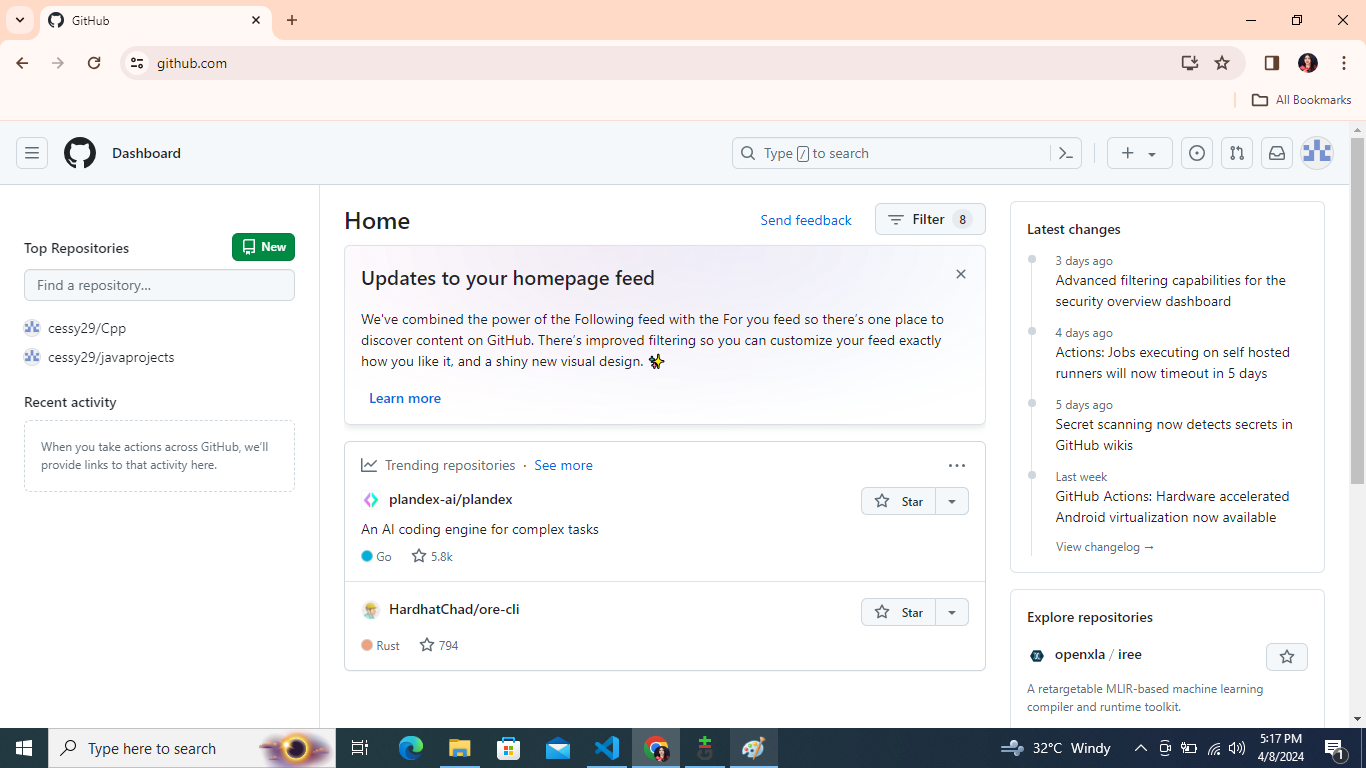 GitHub
github.com
All Bookmarks
Dashboard
Type / to search
Top Repositories
New
Find a repository...
cessy29/Cpp
cessy29/javaprojects
Recent activity
When you take actions across GitHub, we'll
provide links to that activity here.
Home
Send feedback
Filter 8
Updates to your homepage feed
We've combined the power of the Following feed with the For you feed so there's one place to
discover content on GitHub. There's improved filtering so you can customize your feed exactly
how you like it, and a shiny new visual design. ✨
Learn more
Trending repositories · See more
plandex-ai/plandex
Star
An AI coding engine for complex tasks
Go 5.8k
HardhatChad/ore-cli
Star
Rust 794
Latest changes
3 days ago
Advanced filtering capabilities for the
security overview dashboard
4 days ago
Actions: Jobs executing on self hosted
runners will now timeout in 5 days
5 days ago
Secret scanning now detects secrets in
GitHub wikis
Last week
GitHub Actions: Hardware accelerated
Android virtualization now available
View changelog →
Explore repositories
openxla / iree
A retargetable MLIR-based machine learning
compiler and runtime toolkit.
Type here to search
32°C Windy
5:17 PM
4/8/2024
1